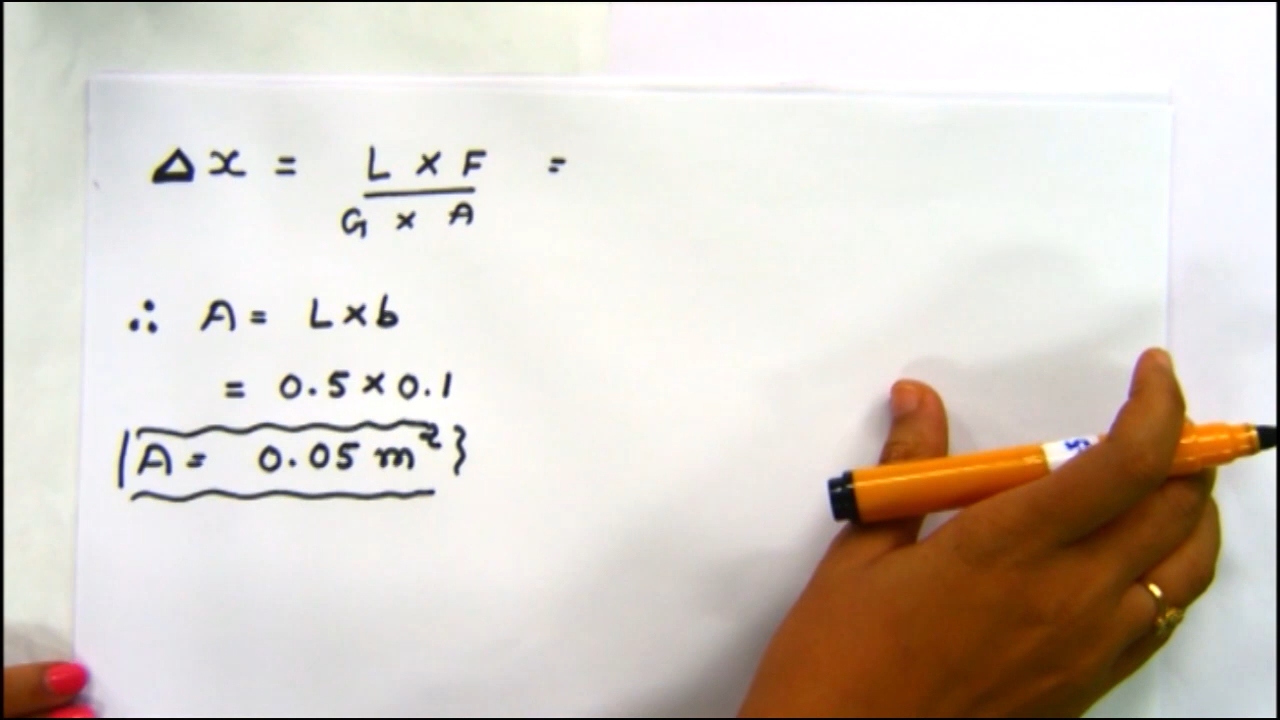 Δx = L × F / G × A =
∴ A = L × b
= 0.5 × 0.1
A = 0.05 m²